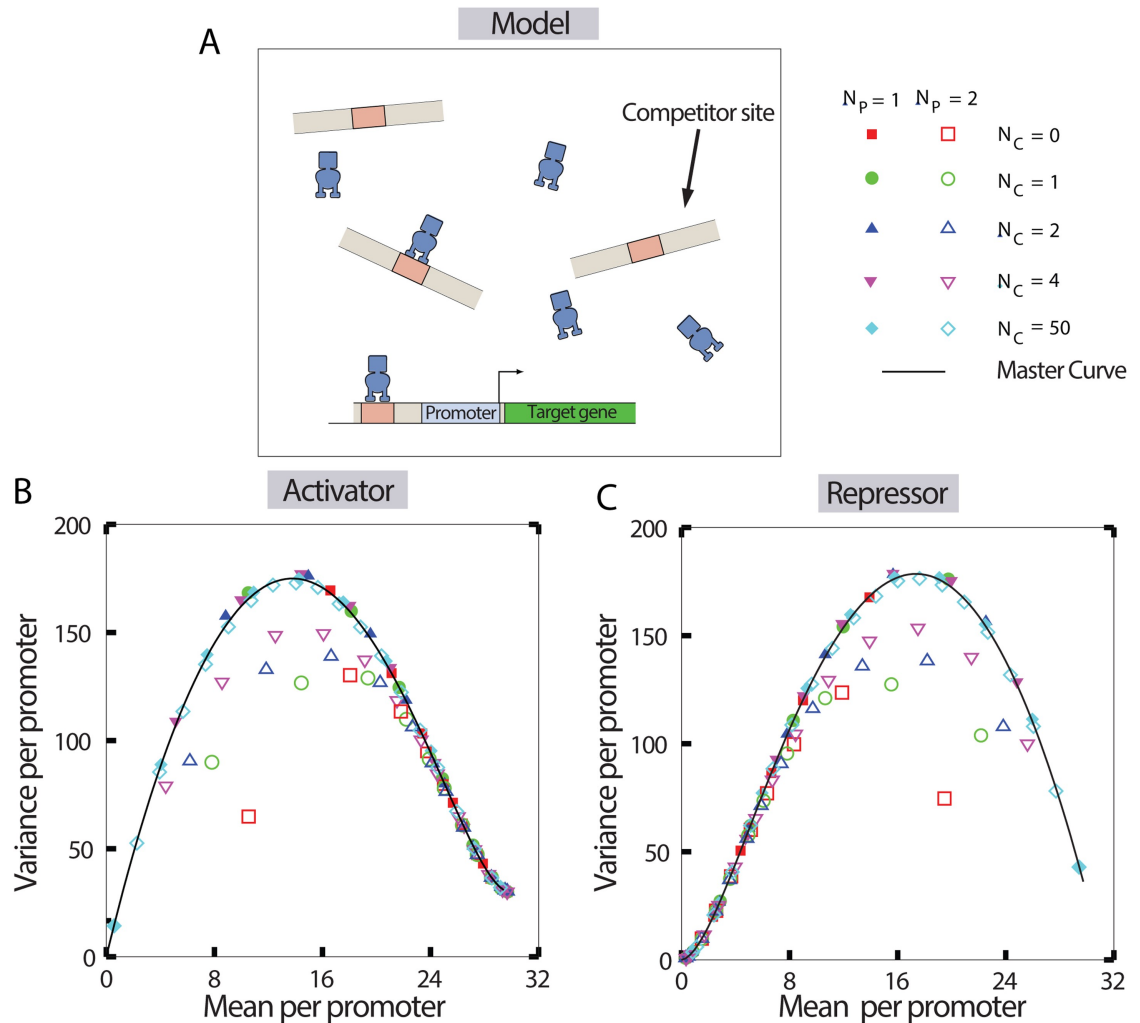 A
Model
Competitor site
Promoter
Target gene
N_P = 1 N_P = 2
N_C = 0
N_C = 1
N_C = 2
N_C = 4
N_C = 50
Master Curve
B
Activator
200
150
100
50
0
0 8 16 24 32
Variance per promoter
Mean per promoter
C
Repressor
200
150
100
50
0
0 8 16 24 32
Variance per promoter
Mean per promoter